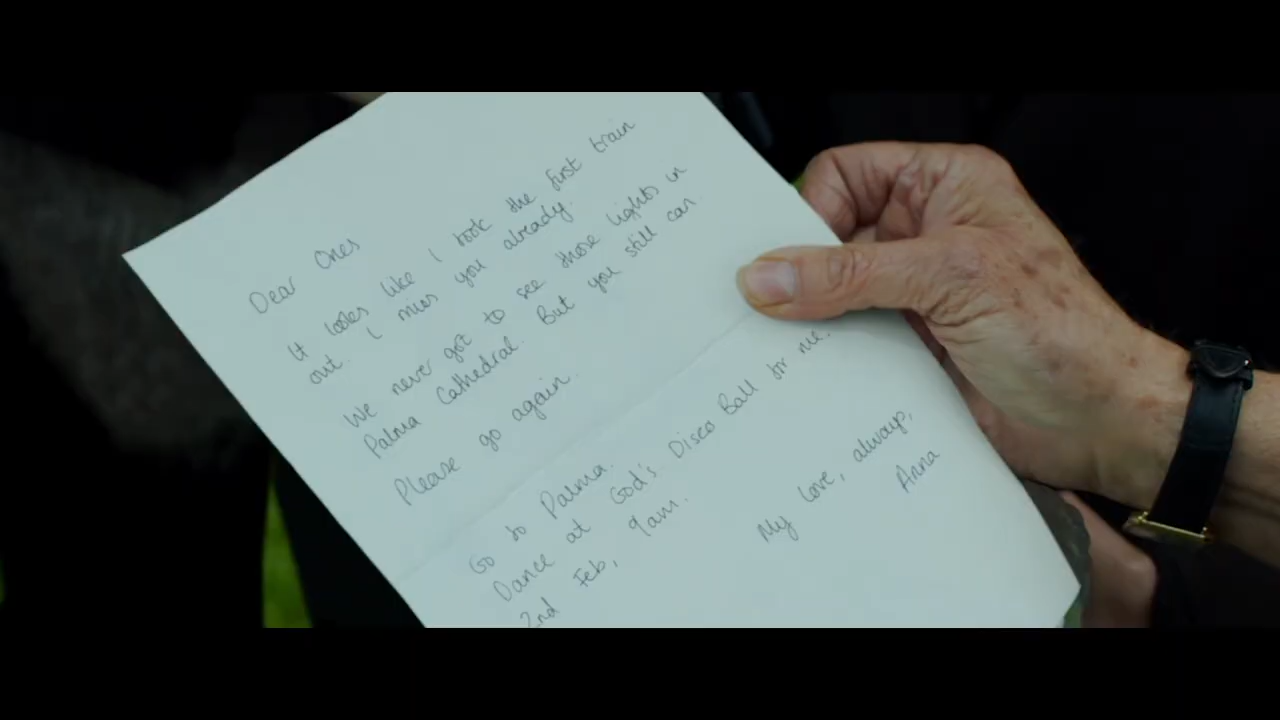 Dear Ones
It looks like I took the first train
out. I miss you already.
We never got to see those lights in
Palma Cathedral. But you still can.
Please go again.
Go to Palma.
Dance at God's Disco Ball for me.
2nd Feb, 9am.
My love, always,
Anna